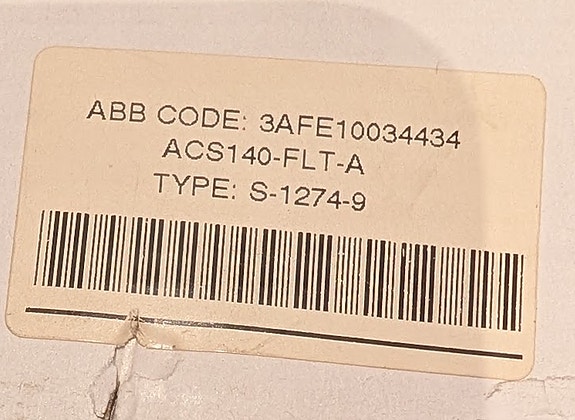 ABB CODE: 3AFE10034434
ACS140-FLT-A
TYPE: S-1274-9